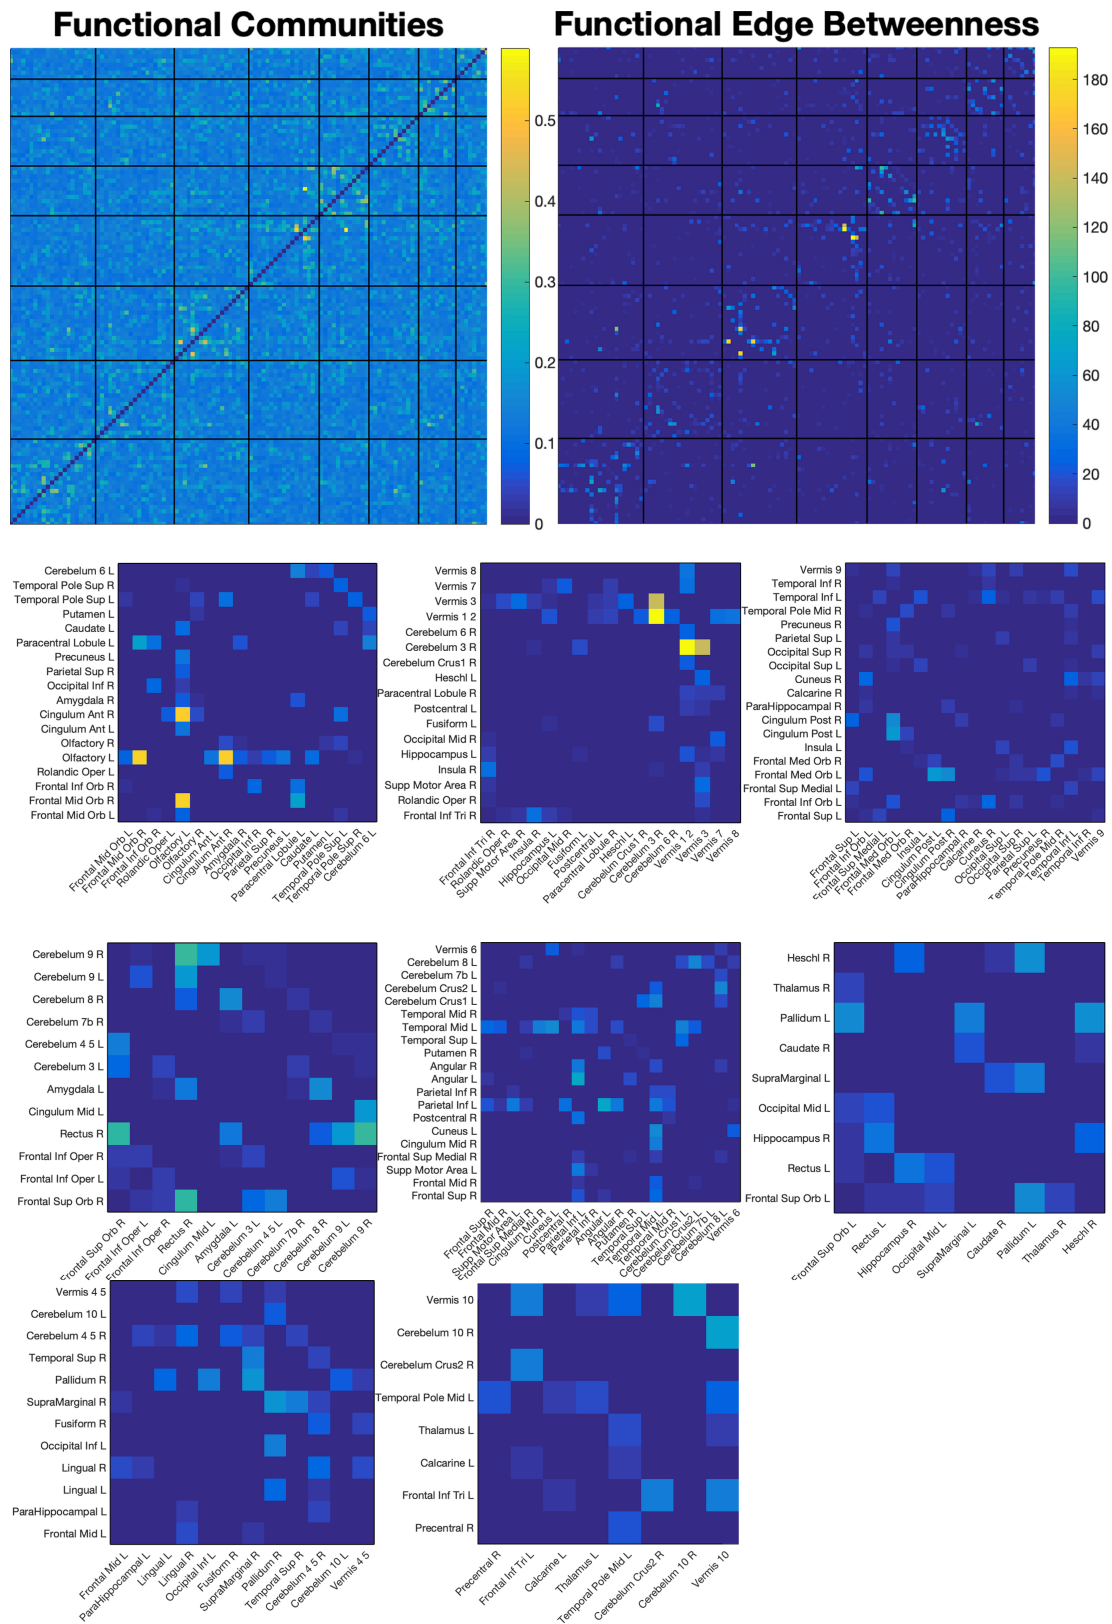 Functional Communities
Functional Edge Betweenness
0.5
0.4
0.3
0.2
0.1
0
180
160
140
120
100
80
60
40
20
0
Cerebelum 6 L
Temporal Pole Sup R
Temporal Pole Sup L
Putamen L
Caudate L
Paracentral Lobule L
Precuneus L
Parietal Sup R
Occipital Inf R
Amygdala R
Cingulum Ant R
Cingulum Ant L
Olfactory R
Olfactory L
Rolandic Oper L
Frontal Inf Orb R
Frontal Mid Orb R
Frontal Mid Orb L
Frontal Mid Orb L
Frontal Mid Orb R
Frontal Inf Orb R
Rolandic Oper L
Olfactory L
Olfactory R
Cingulum Ant L
Cingulum Ant R
Amygdala R
Occipital Inf R
Parietal Sup R
Precuneus L
Paracentral Lobule L
Caudate L
Putamen L
Temporal Pole Sup L
Temporal Pole Sup R
Cerebelum 6 L
Vermis 8
Vermis 7
Vermis 3
Vermis 1 2
Cerebelum 6 R
Cerebelum 3 R
Cerebelum Crus1 R
Heschl L
Paracentral Lobule R
Postcentral L
Fusiform L
Occipital Mid R
Hippocampus L
Insula R
Supp Motor Area R
Rolandic Oper R
Frontal Inf Tri R
Frontal Inf Tri R
Rolandic Oper R
Supp Motor Area R
Insula R
Hippocampus L
Occipital Mid R
Fusiform L
Postcentral L
Paracentral Lobule R
Heschl L
Cerebelum Crus1 R
Cerebelum 3 R
Cerebelum 6 R
Vermis 1 2
Vermis 3
Vermis 7
Vermis 8
Vermis 9
Temporal Inf R
Temporal Inf L
Temporal Pole Mid R
Precuneus R
Parietal Sup L
Occipital Sup R
Occipital Sup L
Cuneus R
Calcarine R
ParaHippocampal R
Cingulum Post R
Cingulum Post L
Insula L
Frontal Med Orb R
Frontal Med Orb L
Frontal Sup Medial L
Frontal Inf Orb L
Frontal Sup L
Frontal Sup L
Frontal Inf Orb L
Frontal Sup Medial L
Frontal Med Orb L
Frontal Med Orb R
Insula L
Cingulum Post L
Cingulum Post R
ParaHippocampal R
Calcarine R
Cuneus R
Occipital Sup L
Occipital Sup R
Parietal Sup L
Precuneus R
Temporal Pole Mid R
Temporal Inf L
Temporal Inf R
Vermis 9
Cerebelum 9 R
Cerebelum 9 L
Cerebelum 8 R
Cerebelum 7b R
Cerebelum 4 5 L
Cerebelum 3 L
Amygdala L
Cingulum Mid L
Rectus R
Frontal Inf Oper R
Frontal Inf Oper L
Frontal Sup Orb R
Frontal Sup Orb R
Frontal Inf Oper L
Frontal Inf Oper R
Rectus R
Cingulum Mid L
Amygdala L
Cerebelum 3 L
Cerebelum 4 5 L
Cerebelum 7b R
Cerebelum 8 R
Cerebelum 9 L
Cerebelum 9 R
Vermis 6
Cerebelum 8 L
Cerebelum 7b L
Cerebelum Crus2 L
Cerebelum Crus1 L
Temporal Mid R
Temporal Mid L
Temporal Sup L
Putamen R
Angular R
Angular L
Parietal Inf R
Parietal Inf L
Postcentral R
Cuneus L
Cingulum Mid R
Frontal Sup Medial R
Supp Motor Area L
Frontal Mid R
Frontal Sup R
Frontal Sup R
Frontal Mid R
Supp Motor Area L
Frontal Sup Medial R
Cingulum Mid R
Cuneus L
Postcentral R
Parietal Inf L
Parietal Inf R
Angular L
Angular R
Putamen R
Temporal Sup L
Temporal Mid L
Temporal Mid R
Cerebelum Crus1 L
Cerebelum Crus2 L
Cerebelum 7b L
Cerebelum 8 L
Vermis 6
Heschl R
Thalamus R
Pallidum L
Caudate R
SupraMarginal L
Occipital Mid L
Hippocampus R
Rectus L
Frontal Sup Orb L
Frontal Sup Orb L
Rectus L
Hippocampus R
Occipital Mid L
SupraMarginal L
Caudate R
Pallidum L
Thalamus R
Heschl R
Vermis 4 5
Cerebelum 10 L
Cerebelum 4 5 R
Temporal Sup R
Pallidum R
SupraMarginal R
Fusiform R
Occipital Inf L
Lingual R
Lingual L
ParaHippocampal L
Frontal Mid L
Frontal Mid L
ParaHippocampal L
Lingual L
Lingual R
Occipital Inf L
Fusiform R
SupraMarginal R
Pallidum R
Temporal Sup R
Cerebelum 4 5 R
Cerebelum 10 L
Vermis 4 5
Vermis 10
Cerebelum 10 R
Cerebelum Crus2 R
Temporal Pole Mid L
Thalamus L
Calcarine L
Frontal Inf Tri L
Precentral R
Precentral R
Frontal Inf Tri L
Calcarine L
Thalamus L
Temporal Pole Mid L
Cerebelum Crus2 R
Cerebelum 10 R
Vermis 10